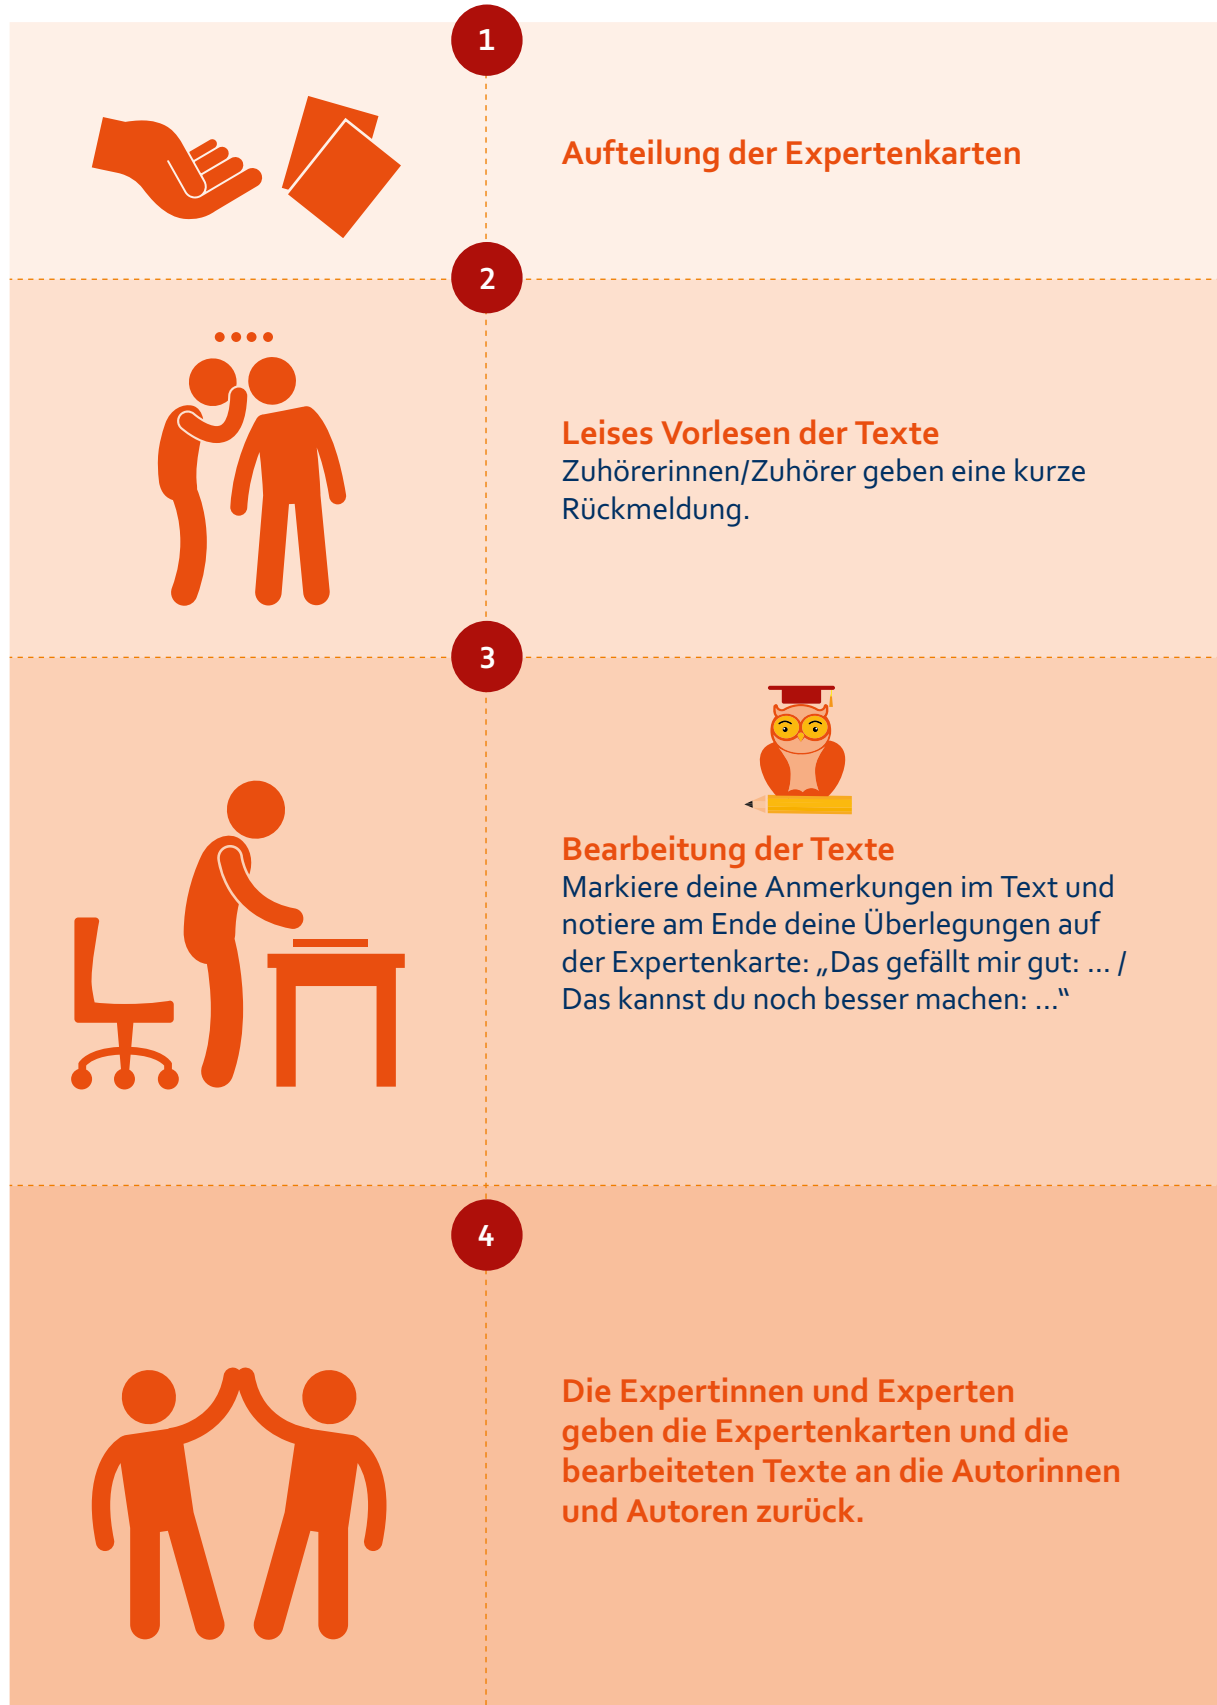 1
Aufteilung der Expertenkarten
2
Leises Vorlesen der Texte
Zuhörerinnen/Zuhörer geben eine kurze
Rückmeldung.
3
Bearbeitung der Texte
Markiere deine Anmerkungen im Text und
notiere am Ende deine Überlegungen auf
der Expertenkarte: „Das gefällt mir gut: ... /
Das kannst du noch besser machen: ...“
4
Die Expertinnen und Experten
geben die Expertenkarten und die
bearbeiteten Texte an die Autorinnen
und Autoren zurück.